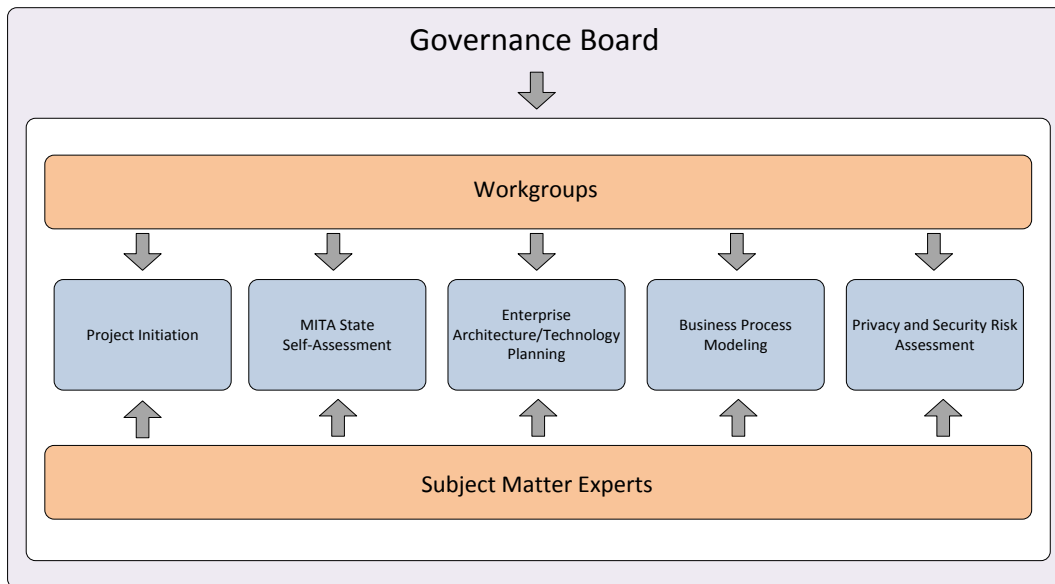 Governance Board
Workgroups
Project Initiation
MITA State
Self-Assessment
Enterprise
Architecture/Technology
Planning
Business Process
Modeling
Privacy and Security Risk
Assessment
Subject Matter Experts